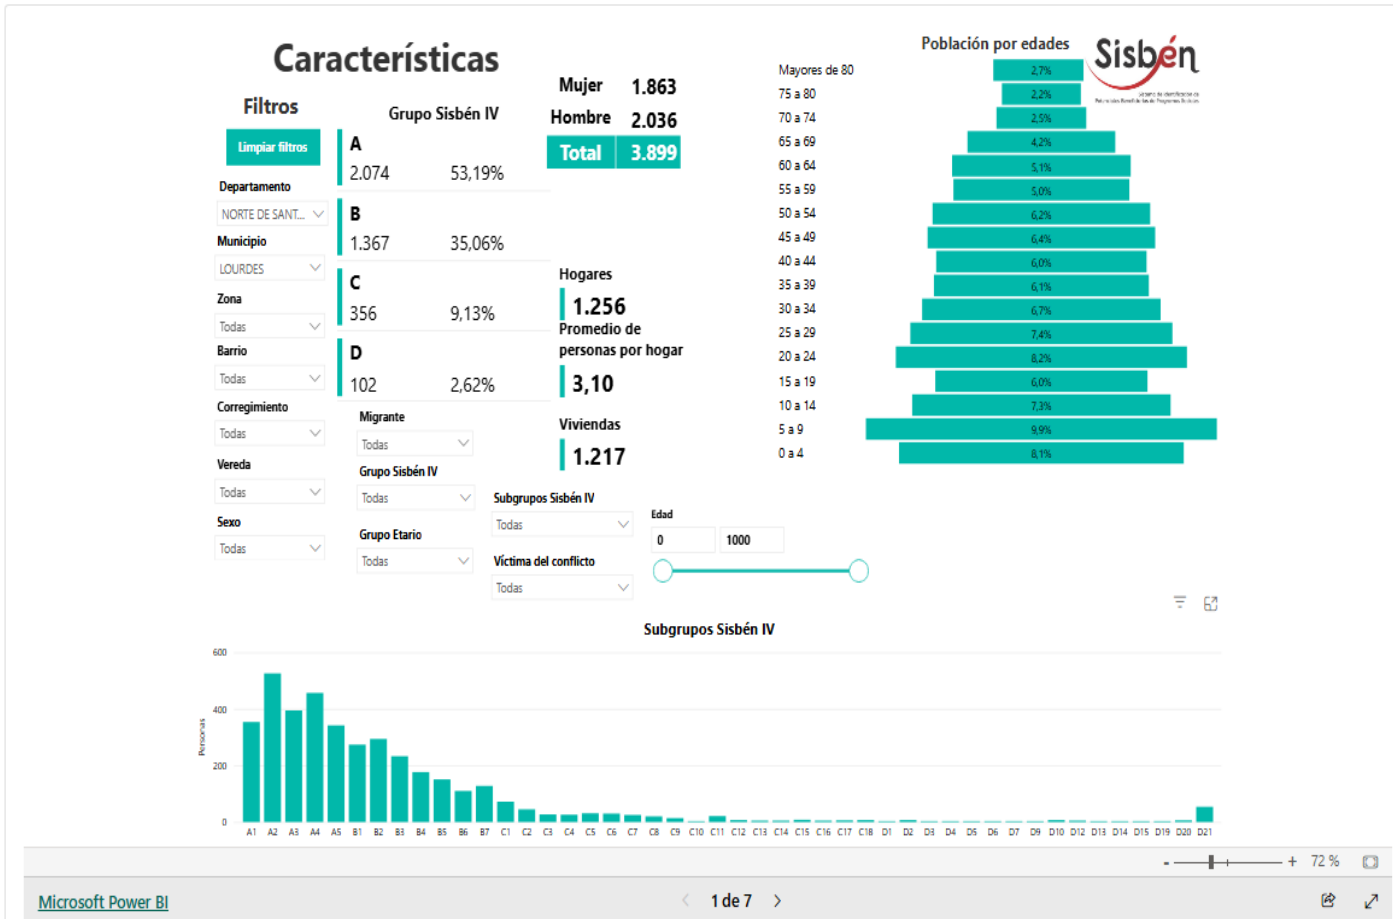 Características
Filtros
Limpiar filtros
Departamento
NORTE DE SANT...
Municipio
LOURDES
Zona
Todas
Barrio
Todas
Corregimiento
Todas
Vereda
Todas
Sexo
Todas
Grupo Sisbén IV
A
2.074 53,19%
B
1.367 35,06%
C
356 9,13%
D
102 2,62%
Migrante
Todas
Grupo Sisbén IV
Todas
Grupo Etario
Todas
Mujer 1.863
Hombre 2.036
Total 3.899
Hogares
1.256
Promedio de
personas por hogar
3,10
Viviendas
1.217
Subgrupos Sisbén IV
Todas
Víctima del conflicto
Todas
Edad
0 1000
Población por edades
Sisbén
Sistema de Identificación de
Potenciales Beneficiarios de Programas Sociales
Mayores de 80 2,7%
75 a 80 2,2%
70 a 74 2,5%
65 a 69 4,2%
60 a 64 5,1%
55 a 59 5,0%
50 a 54 6,2%
45 a 49 6,4%
40 a 44 6,0%
35 a 39 6,1%
30 a 34 6,7%
25 a 29 7,4%
20 a 24 8,2%
15 a 19 6,0%
10 a 14 7,3%
5 a 9 9,9%
0 a 4 8,1%
Subgrupos Sisbén IV
Personas
600
400
200
0
A1 A2 A3 A4 A5 B1 B2 B3 B4 B5 B6 B7 C1 C2 C3 C4 C5 C6 C7 C8 C9 C10 C11 C12 C13 C14 C15 C16 C17 C18 D1 D2 D3 D4 D5 D6 D7 D9 D10 D12 D13 D14 D15 D19 D20 D21
- + 72 %
Microsoft Power BI
1 de 7